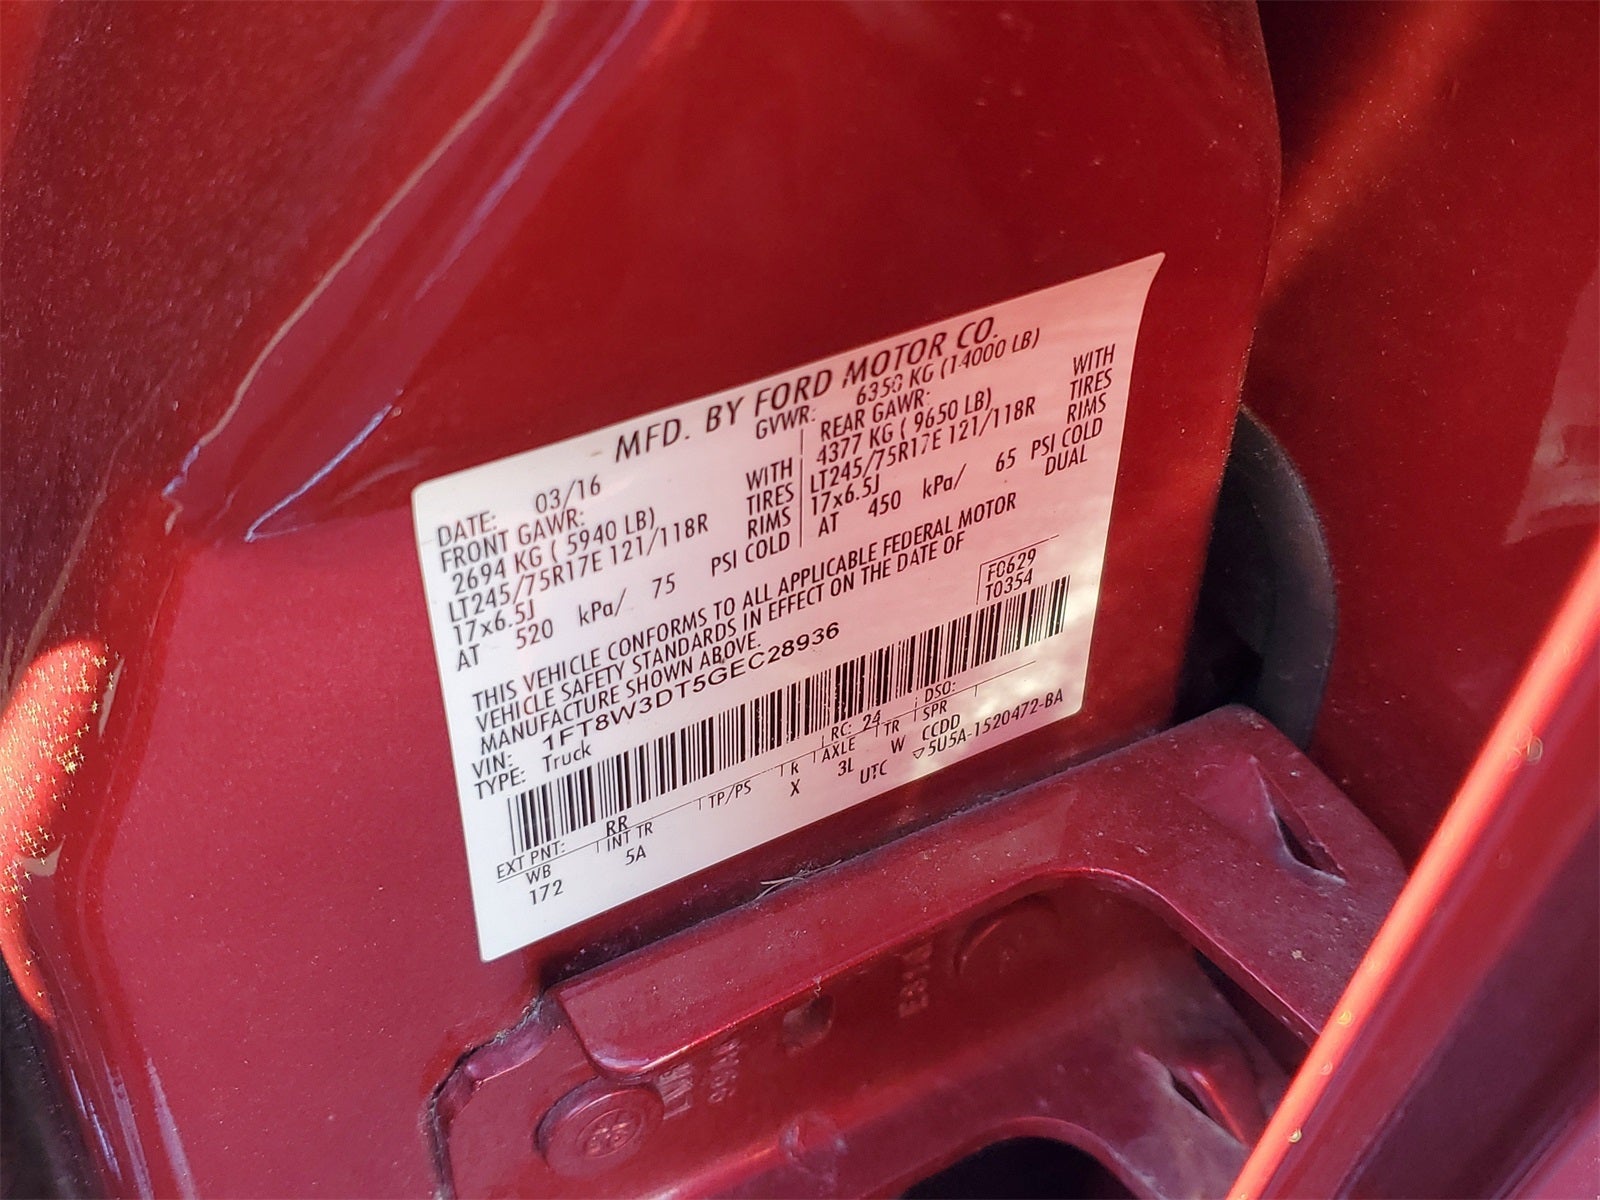 MFD. BY FORD MOTOR CO.
DATE: 03/16
GVWR: 6350 KG (14000 LB)
FRONT GAWR:
2694 KG ( 5940 LB)
WITH
LT245/75R17E 121/118R
TIRES
17x6.5J
RIMS
AT 520 kPa/ 75 PSI COLD
REAR GAWR:
4377 KG ( 9650 LB)
WITH
LT245/75R17E 121/118R
TIRES
17x6.5J
RIMS
AT 450 kPa/ 65 PSI COLD
DUAL
THIS VEHICLE CONFORMS TO ALL APPLICABLE FEDERAL MOTOR
VEHICLE SAFETY STANDARDS IN EFFECT ON THE DATE OF
MANUFACTURE SHOWN ABOVE.
F0629
T0354
VIN: 1FT8W3DT5GEC28936
TYPE: Truck
EXT PNT: RR
RC: 24
DSO:
WB
INT TR
TP/PS
R
AXLE
TR
SPR
172
5A
X
3L
W
CCDD
UTC
▽5U5A-1520472-BA